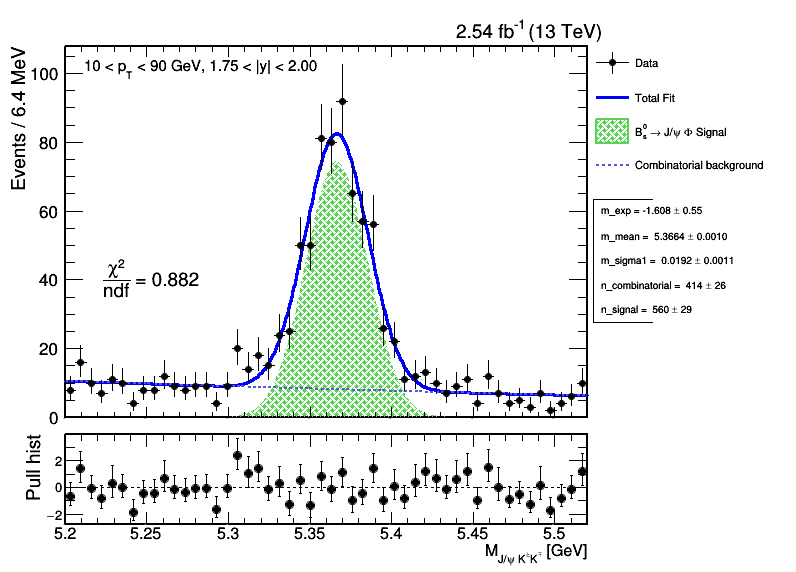 2.54 fb⁻¹ (13 TeV)
10 < p_T < 90 GeV, 1.75 < |y| < 2.00
Events / 6.4 MeV
100
80
60
40
20
0
χ²/ndf = 0.882
Data
Total Fit
B_s^0 → J/ψ Φ Signal
Combinatorial background
m_exp = -1.608 ± 0.55
m_mean = 5.3664 ± 0.0010
m_sigma1 = 0.0192 ± 0.0011
n_combinatorial = 414 ± 26
n_signal = 560 ± 29
Pull hist
2
0
−2
5.2 5.25 5.3 5.35 5.4 5.45 5.5
M_{J/ψ K^±K^∓} [GeV]